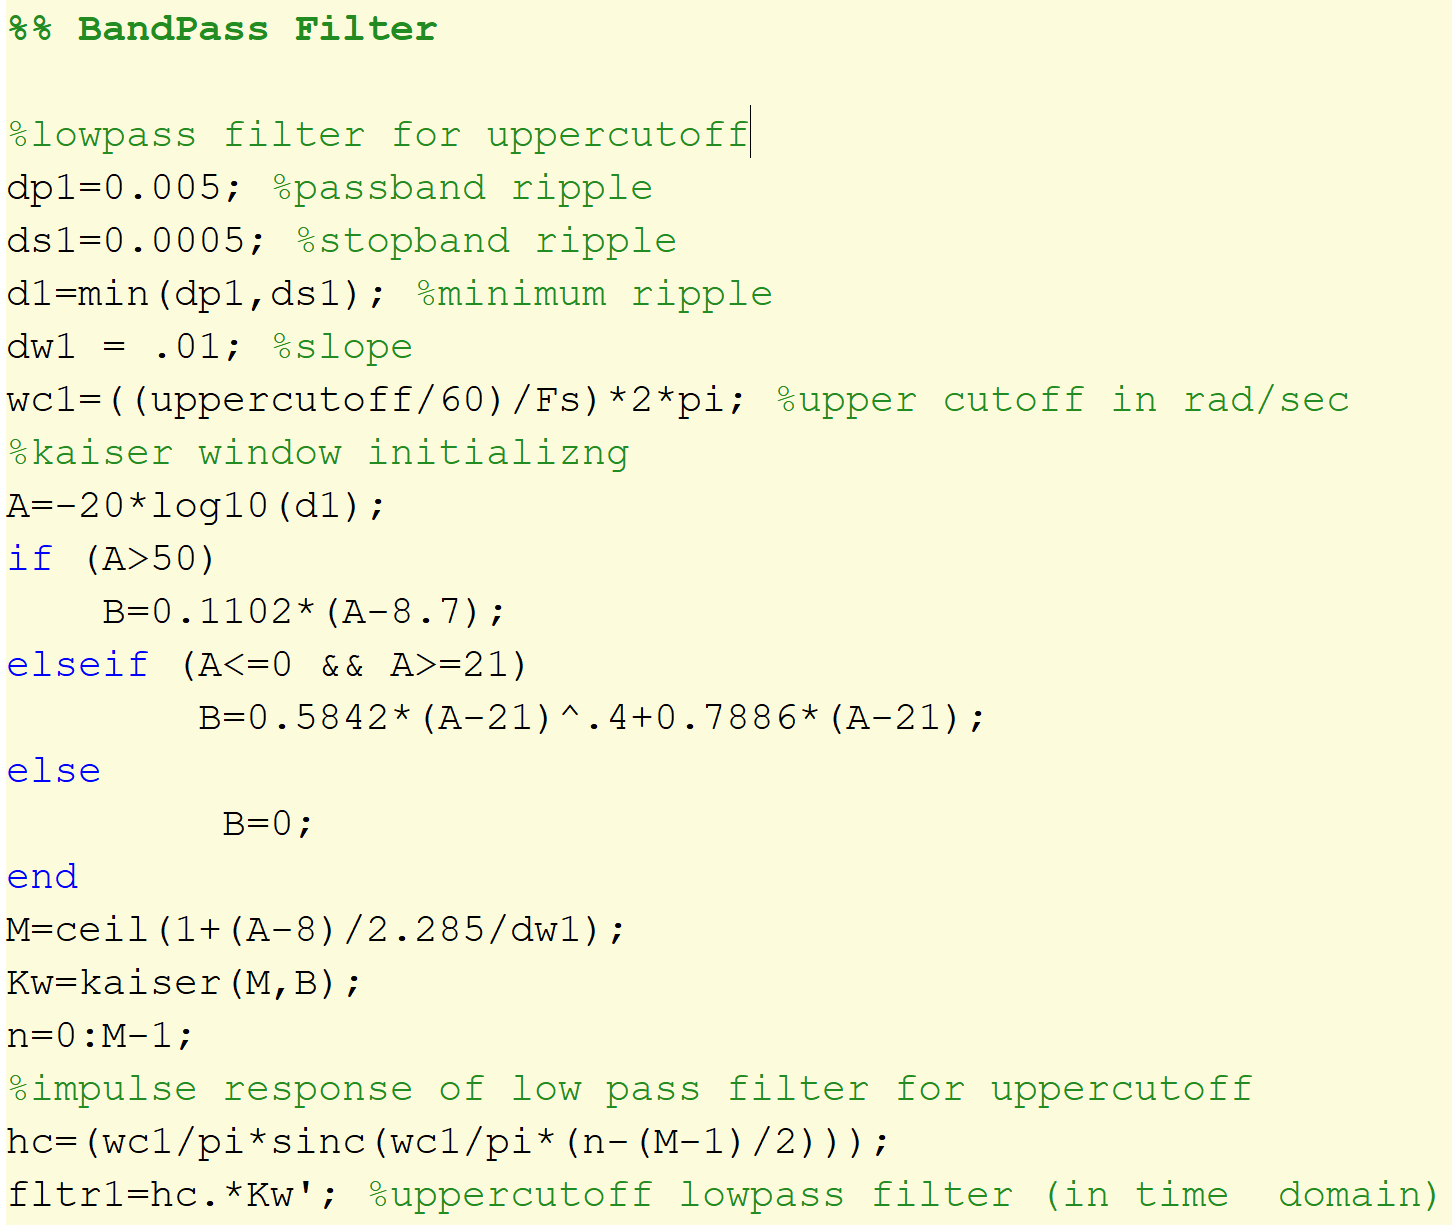 %% BandPass Filter
%lowpass filter for uppercutoff
dp1=0.005; %passband ripple
ds1=0.0005; %stopband ripple
d1=min(dp1,ds1); %minimum ripple
dw1 = .01; %slope
wc1=((uppercutoff/60)/Fs)*2*pi; %upper cutoff in rad/sec
%kaiser window initializng
A=-20*log10(d1);
if (A>50)
    B=0.1102*(A-8.7);
elseif (A<=0 && A>=21)
        B=0.5842*(A-21)^.4+0.7886*(A-21);
else
         B=0;
end
M=ceil(1+(A-8)/2.285/dw1);
Kw=kaiser(M,B);
n=0:M-1;
%impulse response of low pass filter for uppercutoff
hc=(wc1/pi*sinc(wc1/pi*(n-(M-1)/2)));
fltr1=hc.*Kw'; %uppercutoff lowpass filter (in time  domain)